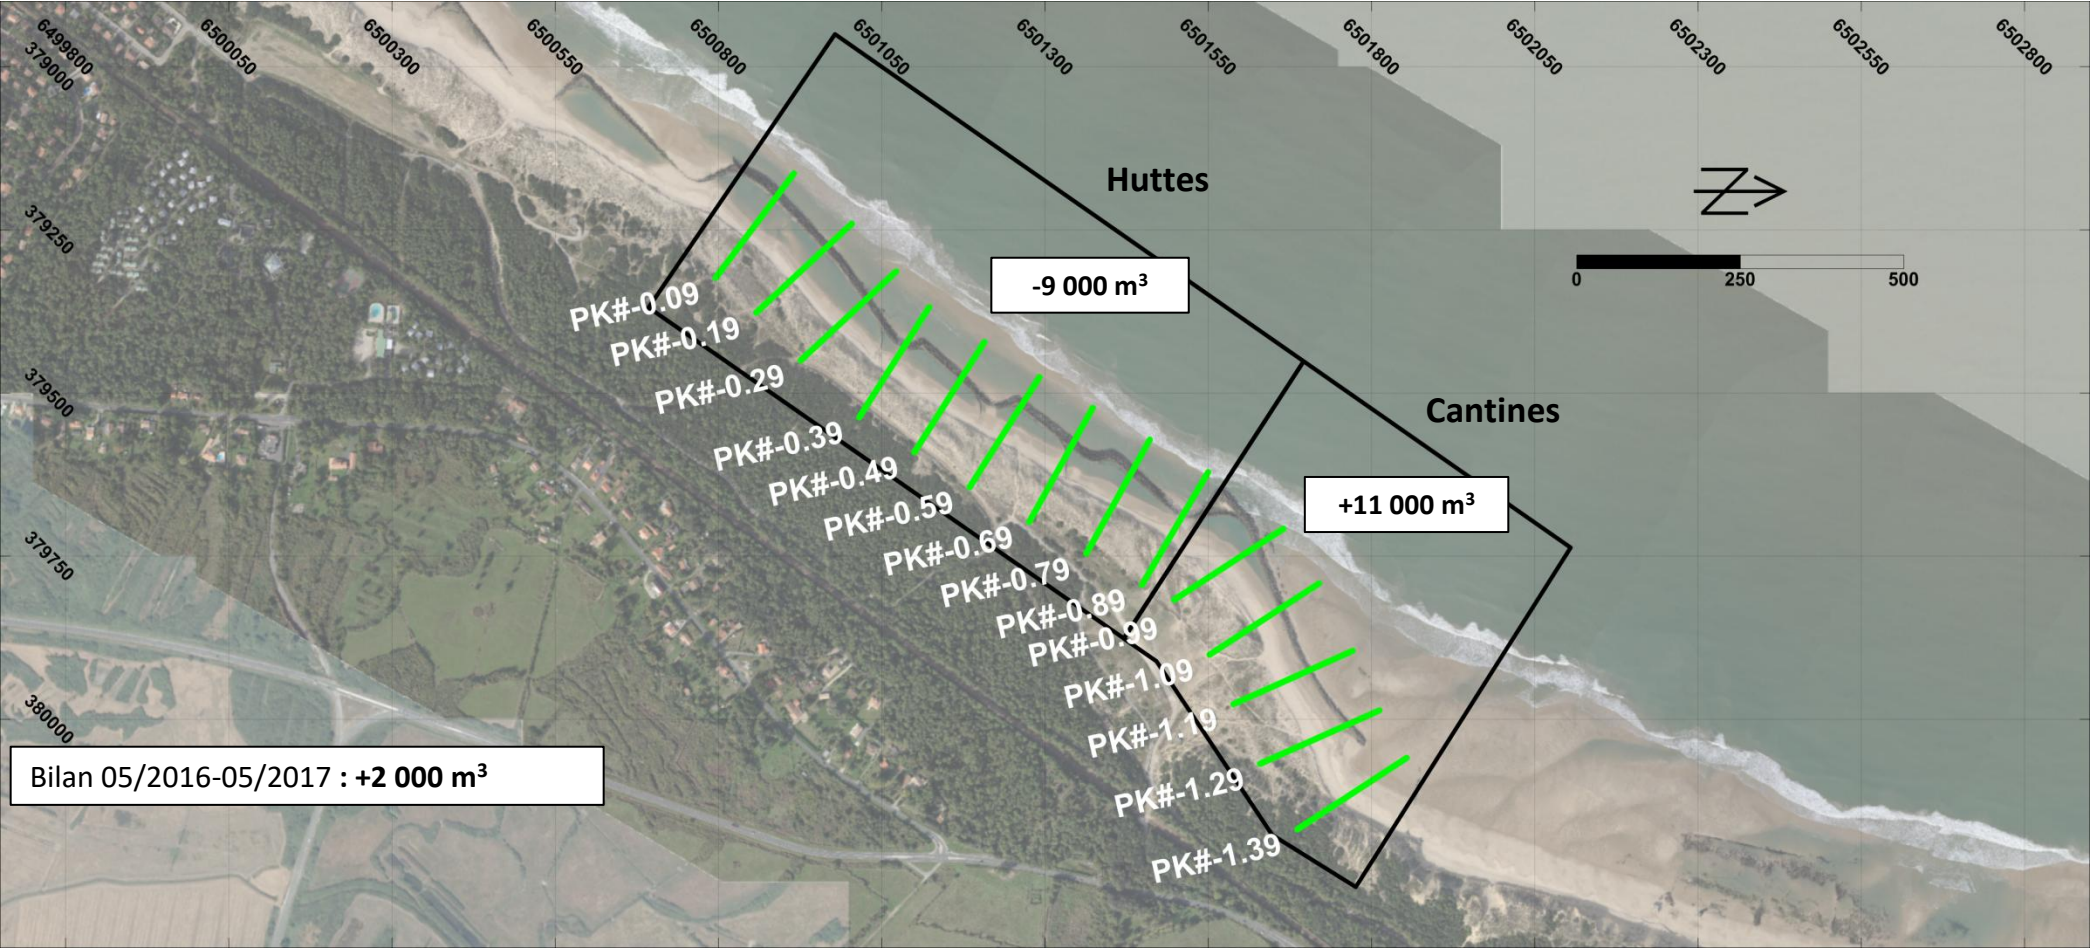 6499800
6500050
6500300
6500550
6500800
6501050
6501300
6501550
6501800
6502050
6502300
6502550
6502800
379000
379250
379500
379750
380000
Huttes
-9 000 m³
Cantines
+11 000 m³
N
0 250 500
PK#-0.09
PK#-0.19
PK#-0.29
PK#-0.39
PK#-0.49
PK#-0.59
PK#-0.69
PK#-0.79
PK#-0.89
PK#-0.99
PK#-1.09
PK#-1.19
PK#-1.29
PK#-1.39
Bilan 05/2016-05/2017 : +2 000 m³